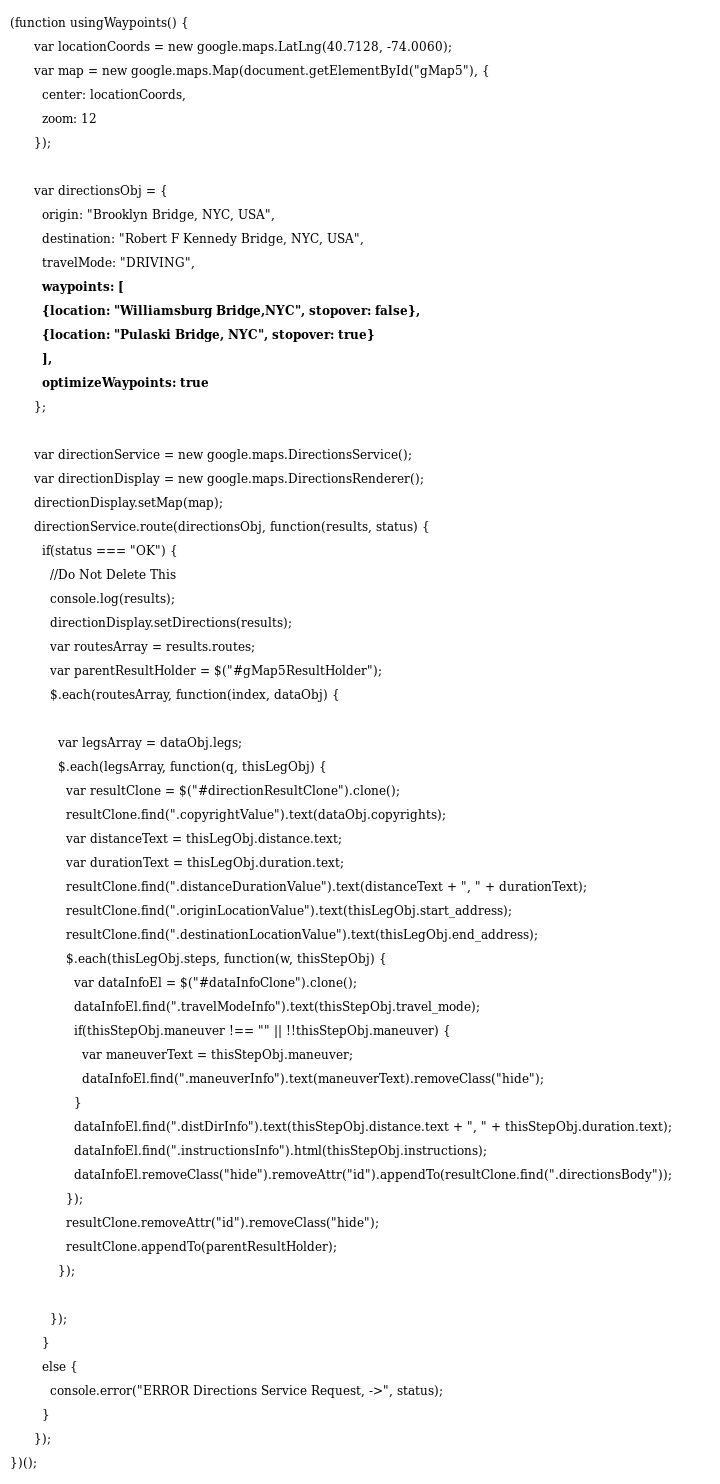 (function usingWaypoints() {
var locationCoords = new google.maps.LatLng(40.7128, -74.0060);
var map = new google.maps.Map(document.getElementById("gMap5"), {
center: locationCoords,
zoom: 12
});
var directionsObj = {
origin: "Brooklyn Bridge, NYC, USA",
destination: "Robert F Kennedy Bridge, NYC, USA",
travelMode: "DRIVING",
waypoints: [
{location: "Williamsburg Bridge,NYC", stopover: false},
{location: "Pulaski Bridge, NYC", stopover: true}
],
optimizeWaypoints: true
};
var directionService = new google.maps.DirectionsService();
var directionDisplay = new google.maps.DirectionsRenderer();
directionDisplay.setMap(map);
directionService.route(directionsObj, function(results, status) {
if(status === "OK") {
//Do Not Delete This
console.log(results);
directionDisplay.setDirections(results);
var routesArray = results.routes;
var parentResultHolder = $("#gMap5ResultHolder");
$.each(routesArray, function(index, dataObj) {
var legsArray = dataObj.legs;
$.each(legsArray, function(q, thisLegObj) {
var resultClone = $("#directionResultClone").clone();
resultClone.find(".copyrightValue").text(dataObj.copyrights);
var distanceText = thisLegObj.distance.text;
var durationText = thisLegObj.duration.text;
resultClone.find(".distanceDurationValue").text(distanceText + ", " + durationText);
resultClone.find(".originLocationValue").text(thisLegObj.start_address);
resultClone.find(".destinationLocationValue").text(thisLegObj.end_address);
$.each(thisLegObj.steps, function(w, thisStepObj) {
var dataInfoEl = $("#dataInfoClone").clone();
dataInfoEl.find(".travelModeInfo").text(thisStepObj.travel_mode);
if(thisStepObj.maneuver !== "" || !!thisStepObj.maneuver) {
var maneuverText = thisStepObj.maneuver;
dataInfoEl.find(".maneuverInfo").text(maneuverText).removeClass("hide");
}
dataInfoEl.find(".distDirInfo").text(thisStepObj.distance.text + ", " + thisStepObj.duration.text);
dataInfoEl.find(".instructionsInfo").html(thisStepObj.instructions);
dataInfoEl.removeClass("hide").removeAttr("id").appendTo(resultClone.find(".directionsBody"));
});
resultClone.removeAttr("id").removeClass("hide");
resultClone.appendTo(parentResultHolder);
});
});
}
else {
console.error("ERROR Directions Service Request, ->", status);
}
});
})();